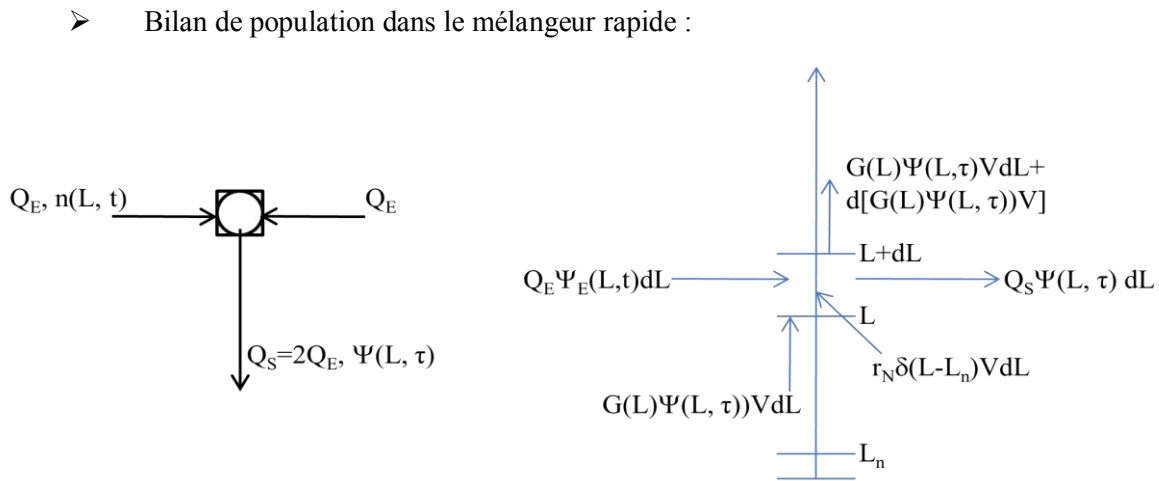 ➢ Bilan de population dans le mélangeur rapide :
Q_E, n(L, t)
Q_E
Q_S=2Q_E, Ψ(L, τ)
G(L)Ψ(L,τ)VdL+
d[G(L)Ψ(L, τ))V]
L+dL
Q_EΨ_E(L,t)dL
Q_SΨ(L, τ) dL
L
r_Nδ(L-L_n)VdL
G(L)Ψ(L, τ))VdL
L_n